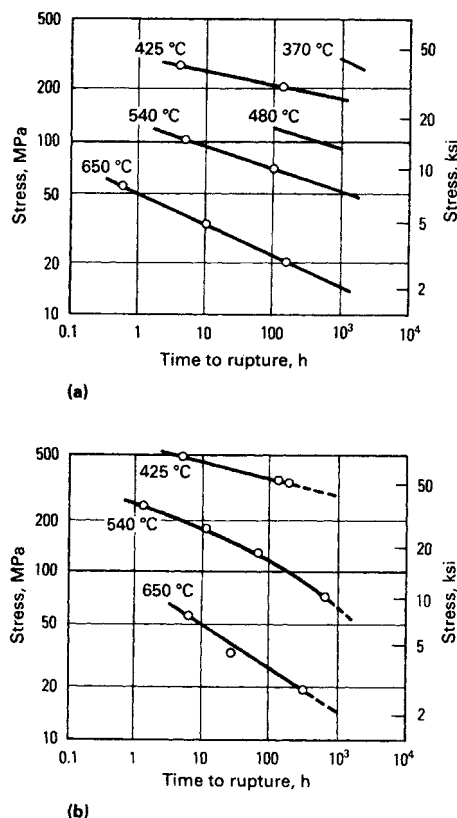 500
200
100
50
20
10
Stress, MPa
425 °C
370 °C
540 °C
480 °C
650 °C
50
20
10
5
2
Stress, ksi
0.1
1
10
100
10³
10⁴
Time to rupture, h
(a)
500
200
100
50
20
10
Stress, MPa
425 °C
540 °C
650 °C
50
20
10
5
2
Stress, ksi
0.1
1
10
100
10³
10⁴
Time to rupture, h
(b)